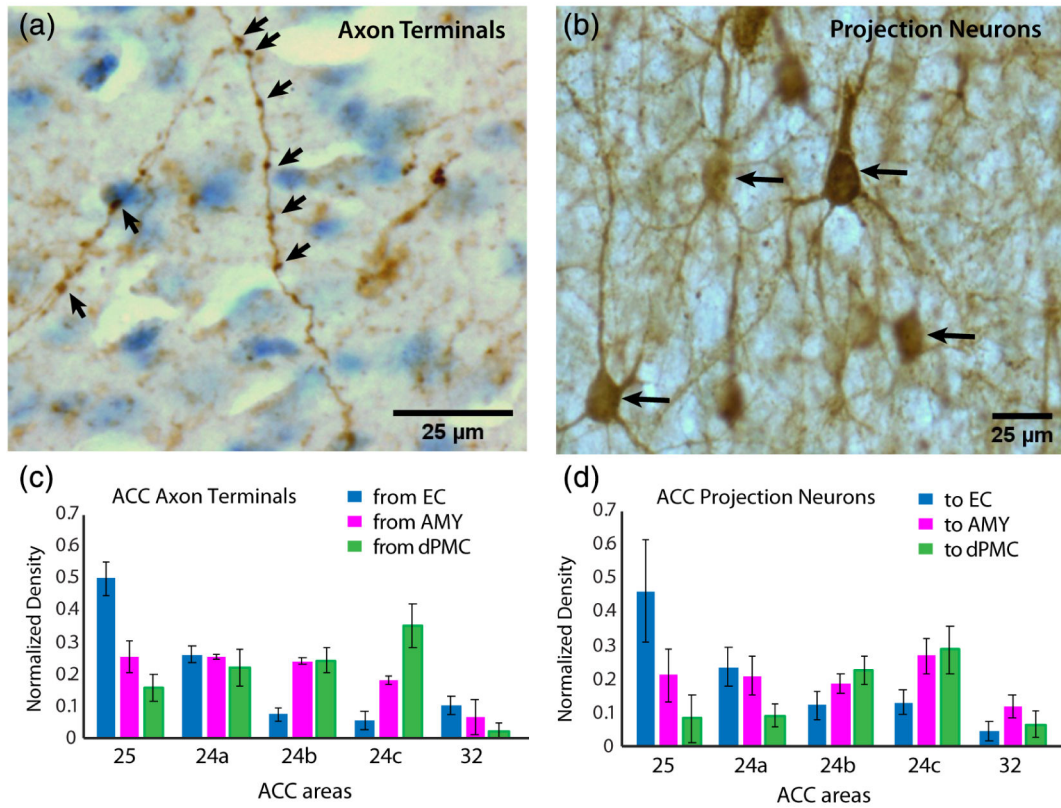 (a)
Axon Terminals
25 µm
(b)
Projection Neurons
25 µm
(c)
ACC Axon Terminals
from EC
from AMY
from dPMC
Normalized Density
0.7
0.6
0.5
0.4
0.3
0.2
0.1
0
25 24a 24b 24c 32
ACC areas
(d)
ACC Projection Neurons
to EC
to AMY
to dPMC
Normalized Density
0.7
0.6
0.5
0.4
0.3
0.2
0.1
0
25 24a 24b 24c 32
ACC areas